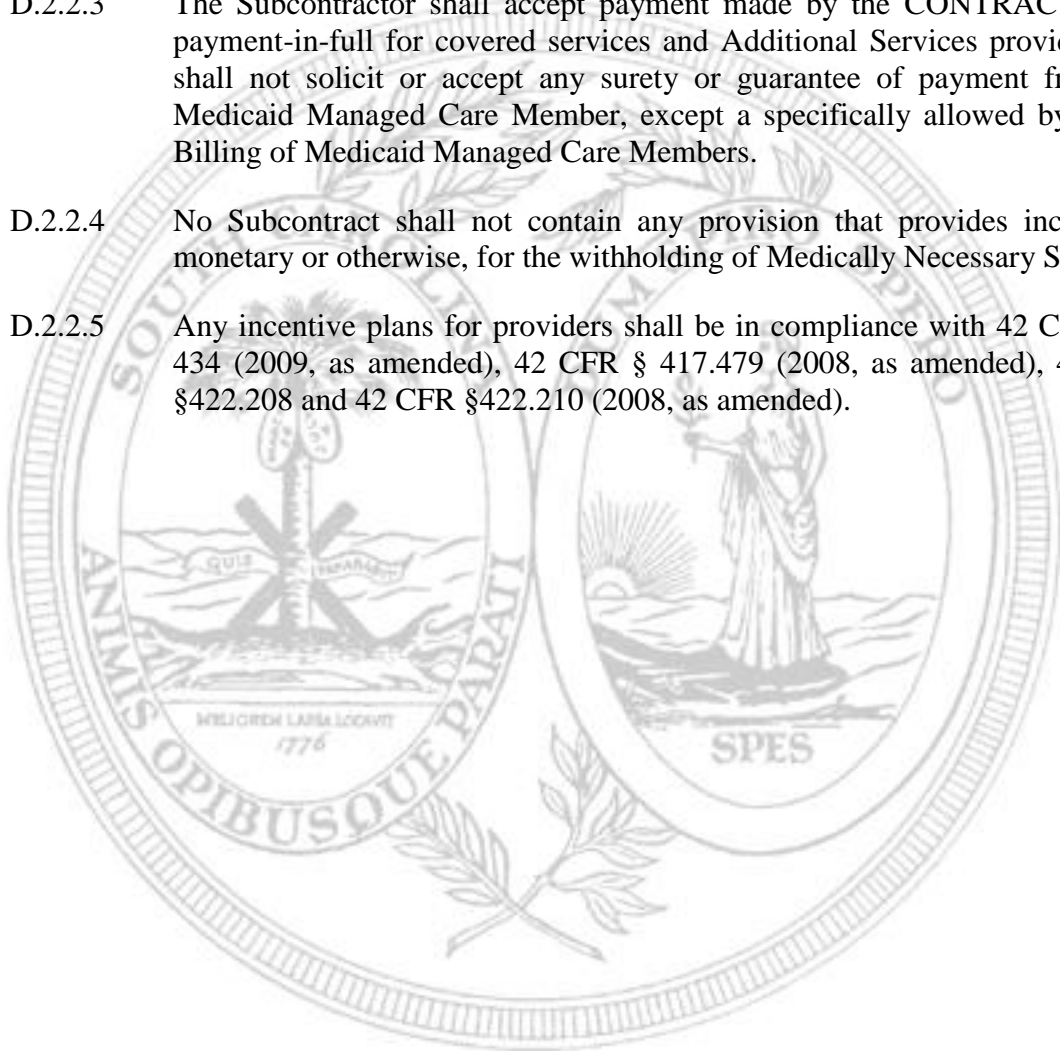 D.2.2.3 The Subcontractor shall accept payment made by the CONTRAC
payment-in-full for covered services and Additional Services provi
shall not solicit or accept any surety or guarantee of payment f
Medicaid Managed Care Member, except a specifically allowed by
Billing of Medicaid Managed Care Members.
D.2.2.4 No Subcontract shall not contain any provision that provides inc
monetary or otherwise, for the withholding of Medically Necessary S
D.2.2.5 Any incentive plans for providers shall be in compliance with 42 C
434 (2009, as amended), 42 CFR § 417.479 (2008, as amended), 4
§422.208 and 42 CFR §422.210 (2008, as amended).
SOUTH
SPERO
QUIS
ANIMIS OPIBUSQUE PARATI
MELIOREM LAPSA LOCAVIT
1776
SPES